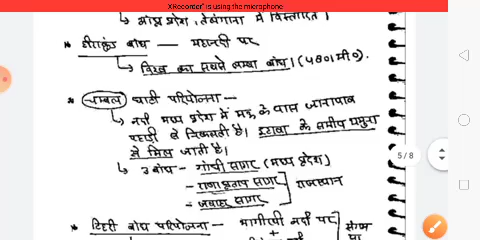 XRecorder" is using the microphone
आंध्र प्रदेश, तेलंगाना में विस्तारित।
* हीराकुंड बांध — महानदी पर
विश्व का सबसे लम्बा बांध। (4801 मी०).
* चम्बल घाटी परियोजना -
- नदी मध्य प्रदेश में महू के पास जानापाव
पहाड़ी से निकलती है। इटावा के समीप यमुना
से मिल जाती है।
3 बांध - गांधी सागर (मध्य प्रदेश)
- राणा प्रताप सागर
- जवाहर सागर
राजस्थान
5 / 8
* टिहरी बांध परियोजना - भागीरथी नदी पर
+